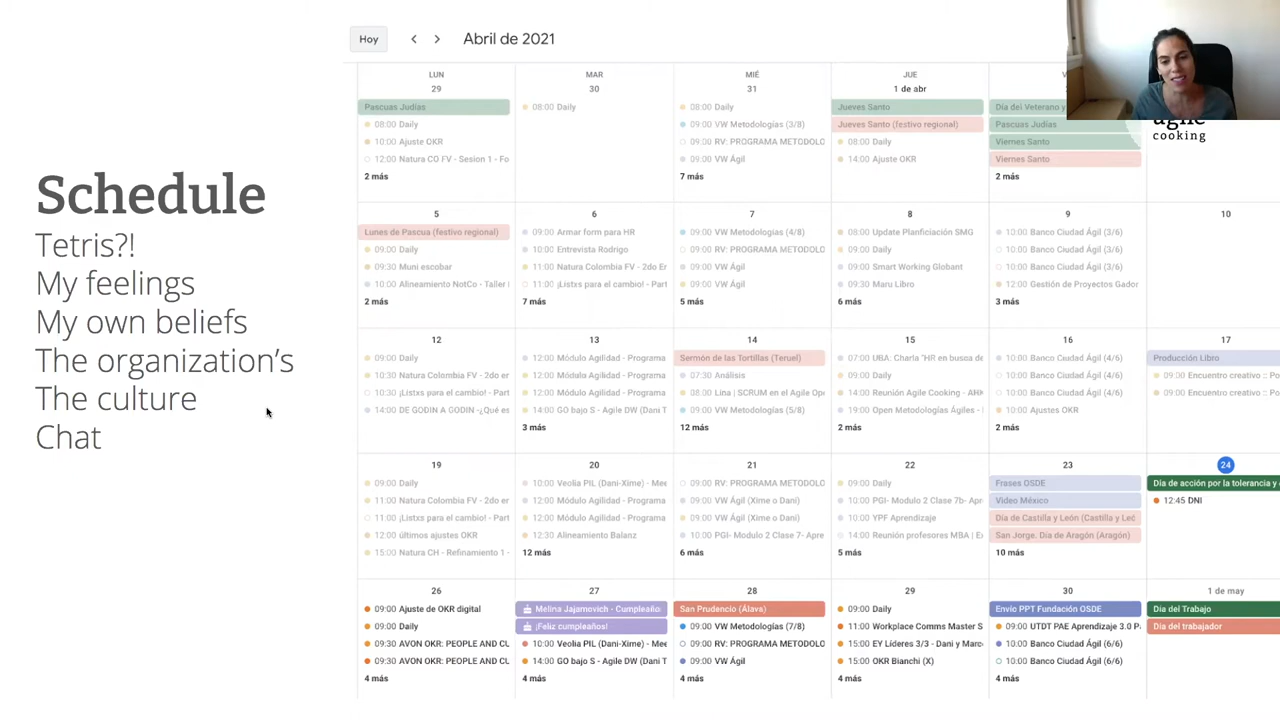 Schedule
Tetris?!
My feelings
My own beliefs
The organization's
The culture
Chat
Hoy
Abril de 2021
LUN
MAR
MIÉ
JUE
29
30
31
1 de abr
Pascuas Judías
08:00 Daily
10:00 Ajuste OKR
12:00 Natura CO FV - Sesion 1 - Fo
2 más
08:00 Daily
08:00 Daily
09:00 VW Metodologías (3/8)
09:00 RV: PROGRAMA METODOLO
09:00 VW Ágil
7 más
Jueves Santo
Jueves Santo (festivo regional)
08:00 Daily
14:00 Ajuste OKR
Día del Veterano y
Pascuas Judías
Viernes Santo
Viernes Santo
2 más
agile
cooking
5
6
7
8
9
10
Lunes de Pascua (festivo regional)
09:00 Daily
09:30 Muni escobar
10:00 Alineamiento NotCo - Taller
2 más
09:00 Armar form para HR
10:00 Entrevista Rodrigo
11:00 Natura Colombia FV - 2do Er
11:00 ¡Listxs para el cambio! - Part
7 más
09:00 VW Metodologías (4/8)
09:00 RV: PROGRAMA METODOLO
09:00 VW Ágil
09:00 VW Ágil
5 más
08:00 Update Planficiación SMG
09:00 Daily
09:00 Smart Working Globant
09:30 Maru Libro
6 más
10:00 Banco Ciudad Ágil (3/6)
10:00 Banco Ciudad Ágil (3/6)
10:00 Banco Ciudad Ágil (3/6)
12:00 Gestión de Proyectos Gador
3 más
12
13
14
15
16
17
09:00 Daily
10:30 Natura Colombia FV - 2do er
10:30 ¡Listxs para el cambio! - Part
14:00 DE GODIN A GODIN -¿Qué es
12:00 Módulo Agilidad - Programa
12:00 Módulo Agilidad - Programa
12:00 Módulo Agilidad - Programa
14:00 GO bajo S - Agile DW (Dani T
3 más
Sermón de las Tortillas (Teruel)
07:30 Análisis
08:00 Lina | SCRUM en el Agile Ope
09:00 VW Metodologías (5/8)
12 más
07:00 UBA: Charla "HR en busca de
09:00 Daily
14:00 Reunión Agile Cooking - AHK
19:00 Open Metodologías Ágiles -
2 más
10:00 Banco Ciudad Ágil (4/6)
10:00 Banco Ciudad Ágil (4/6)
10:00 Banco Ciudad Ágil (4/6)
10:00 Ajustes OKR
2 más
Producción Libro
09:00 Encuentro creativo :: Po
09:00 Encuentro creativo :: Po
19
20
21
22
23
24
09:00 Daily
11:00 Natura Colombia FV - 2do er
11:00 ¡Listxs para el cambio! - Part
12:00 últimos ajustes OKR
15:00 Natura CH - Refinamiento 1 -
10:00 Veolia PIL (Dani-Xime) - Mee
12:00 Módulo Agilidad - Programa
12:00 Módulo Agilidad - Programa
12:30 Alineamiento Balanz
12 más
09:00 RV: PROGRAMA METODOLO
09:00 VW Ágil (Xime o Dani)
09:00 VW Ágil (Xime o Dani)
10:00 PGI- Modulo 2 Clase 7- Apre
6 más
09:00 Daily
10:00 PGI- Modulo 2 Clase 7b- Apr
10:00 YPF Aprendizaje
14:00 Reunión profesores MBA | E
5 más
Frases OSDE
Video México
Día de Castilla y León (Castilla y Leó
San Jorge. Día de Aragón (Aragón)
10 más
Día de acción por la tolerancia y
12:45 DNI
26
27
28
29
30
1 de may
09:00 Ajuste de OKR digital
09:00 Daily
09:30 AVON OKR: PEOPLE AND CU
09:30 AVON OKR: PEOPLE AND CU
4 más
Melina Jajamovich - Cumpleaño
¡Feliz cumpleaños!
10:00 Veolia PIL (Dani-Xime) - Mee
14:00 GO bajo S - Agile DW (Dani T
4 más
San Prudencio (Álava)
09:00 VW Metodologías (7/8)
09:00 RV: PROGRAMA METODOLO
09:00 VW Ágil
4 más
09:00 Daily
11:00 Workplace Comms Master S
15:00 EY Líderes 3/3 - Dani y Marc
15:00 OKR Bianchi (X)
4 más
Envio PPT Fundación OSDE
09:00 UTDT PAE Aprendizaje 3.0 P
10:00 Banco Ciudad Ágil (6/6)
10:00 Banco Ciudad Ágil (6/6)
4 más
Día del Trabajo
Día del trabajador